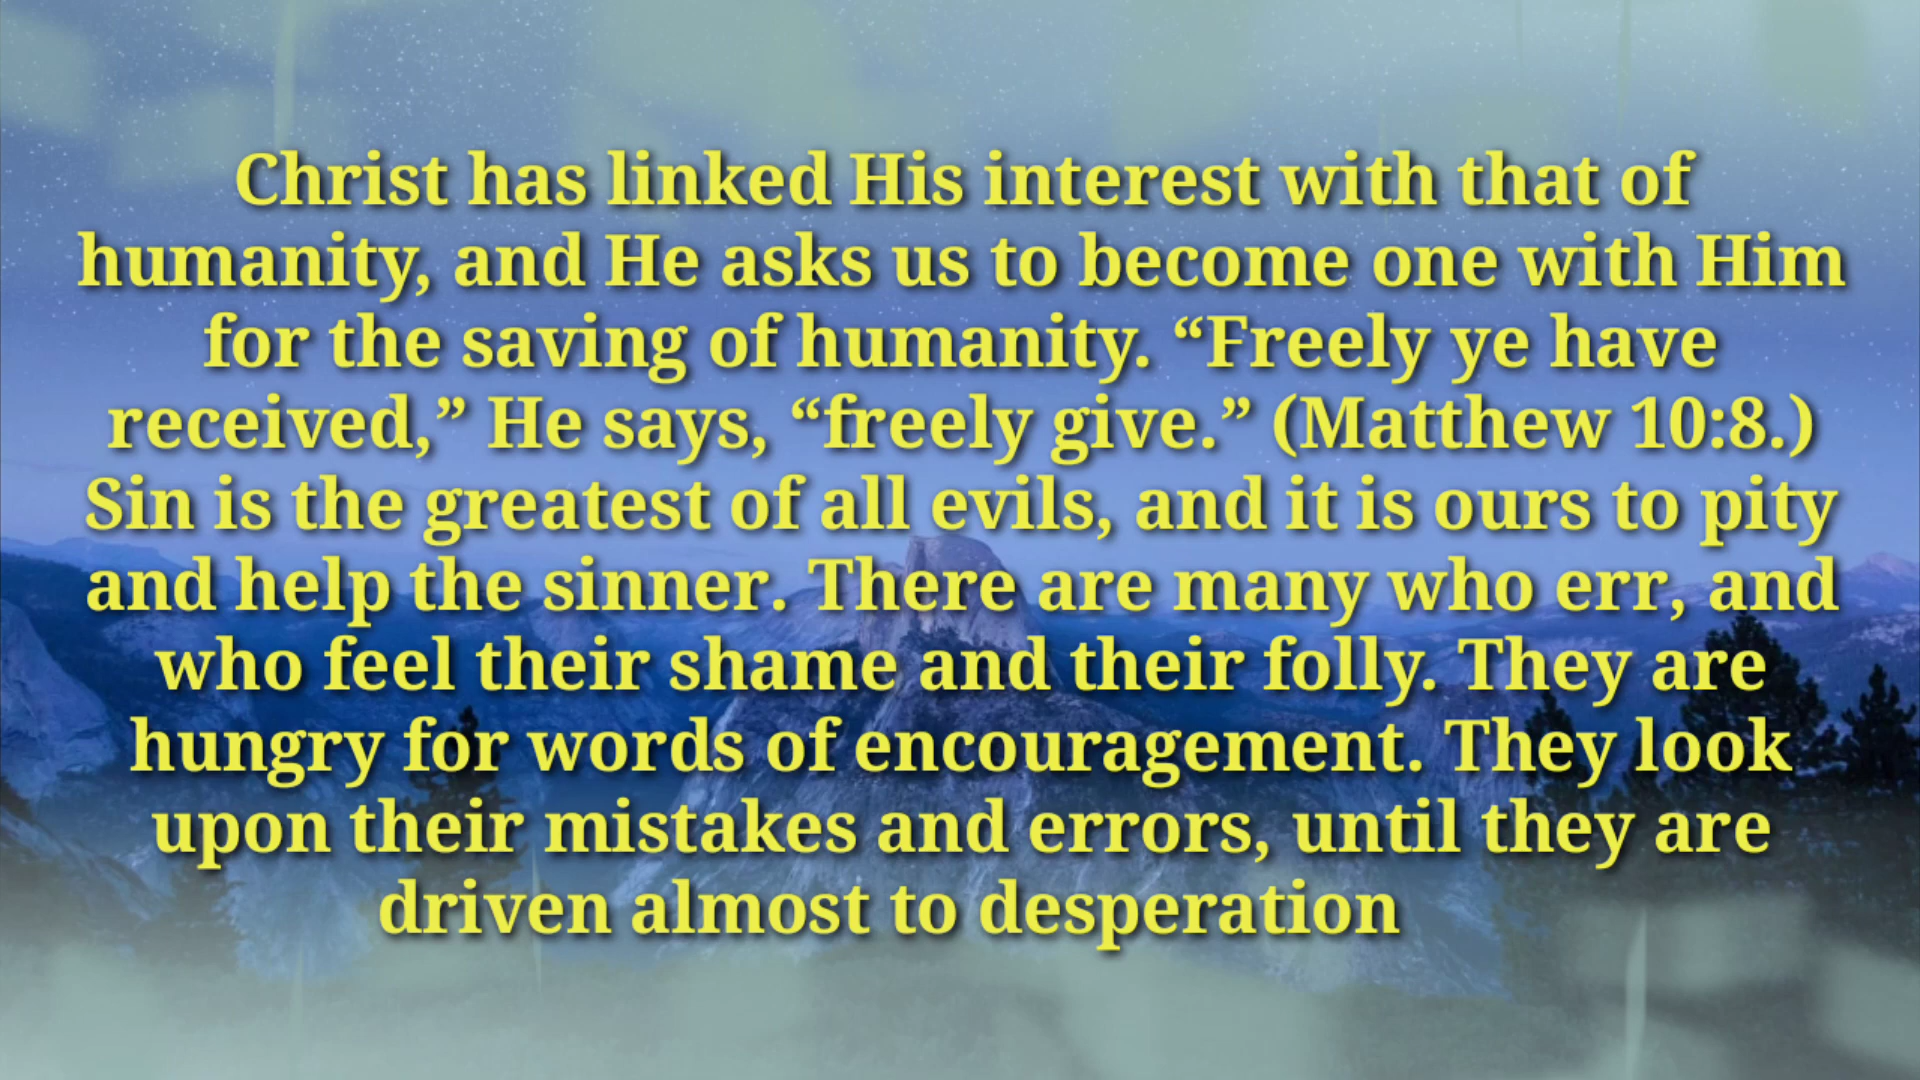 Christ has linked His interest with that of
humanity, and He asks us to become one with Him
for the saving of humanity. “Freely ye have
received,” He says, “freely give.” (Matthew 10:8.)
Sin is the greatest of all evils, and it is ours to pity
and help the sinner. There are many who err, and
who feel their shame and their folly. They are
hungry for words of encouragement. They look
upon their mistakes and errors, until they are
driven almost to desperation